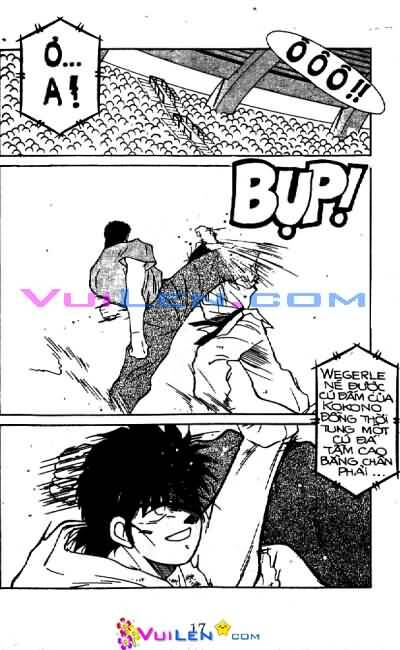 Ở...
A!
Ồ Ồ Ồ!!
BỤP!
VUILEN.COM
WEGERLE
NÉ ĐƯỢC
CÚ ĐẤM CỦA
KOKONO
ĐỒNG THỜI
TUNG MỘT
CÚ ĐÁ
TẦM CAO
BẰNG CHÂN
PHẢI...
17
VUILEN.COM